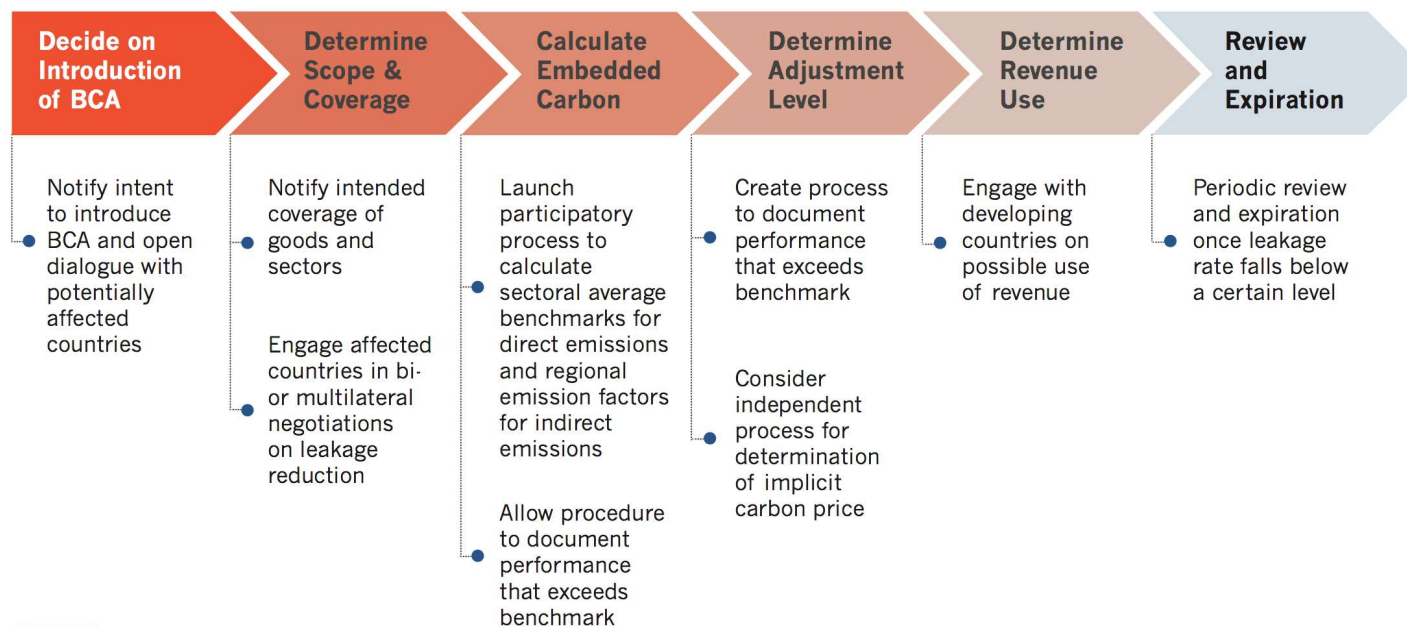 Decide on
Introduction
of BCA
Determine
Scope &
Coverage
Calculate
Embedded
Carbon
Determine
Adjustment
Level
Determine
Revenue
Use
Review
and
Expiration
Notify intent
to introduce
BCA and open
dialogue with
potentially
affected
countries
Notify intended
coverage of
goods and
sectors
Engage affected
countries in bi-
or multilateral
negotiations
on leakage
reduction
Launch
participatory
process to
calculate
sectoral average
benchmarks for
direct emissions
and regional
emission factors
for indirect
emissions
Allow procedure
to document
performance
that exceeds
benchmark
Create process
to document
performance
that exceeds
benchmark
Consider
independent
process for
determination
of implicit
carbon price
Engage with
developing
countries on
possible use
of revenue
Periodic review
and expiration
once leakage
rate falls below
a certain level